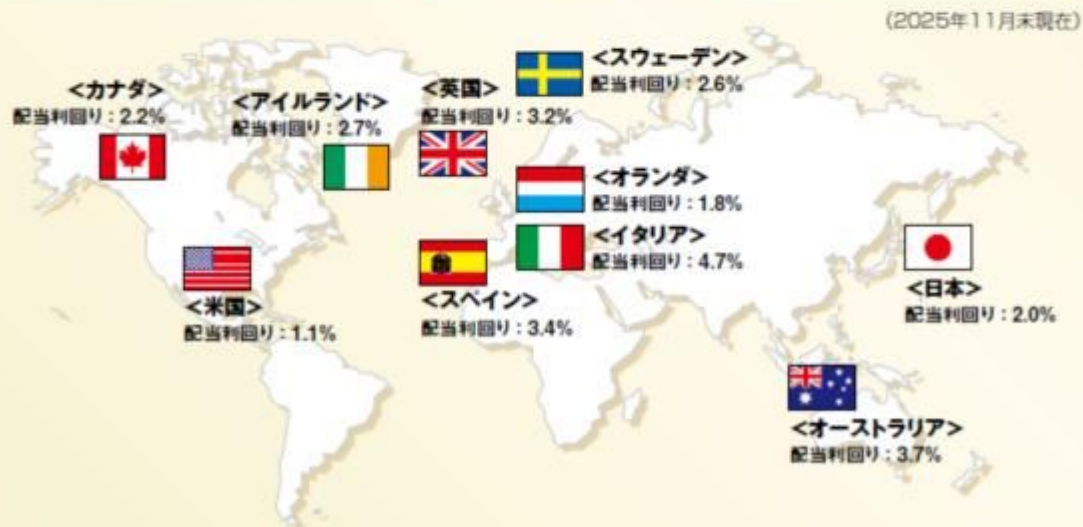 (2025年11月末現在)
<スウェーデン>
配当利回り:2.6%
<カナダ>
配当利回り:2.2%
<アイルランド>
配当利回り:2.7%
<英国>
配当利回り:3.2%
<オランダ>
配当利回り:1.8%
<イタリア>
配当利回り:4.7%
<米国>
配当利回り:1.1%
<スペイン>
配当利回り:3.4%
<日本>
配当利回り:2.0%
<オーストラリア>
配当利回り:3.7%